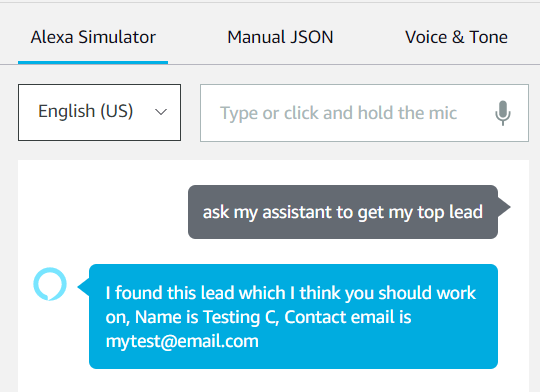 Alexa Simulator Manual JSON Voice & Tone
English (US) Type or click and hold the mic
ask my assistant to get my top lead
I found this lead which I think you should work
on, Name is Testing C, Contact email is
mytest@email.com